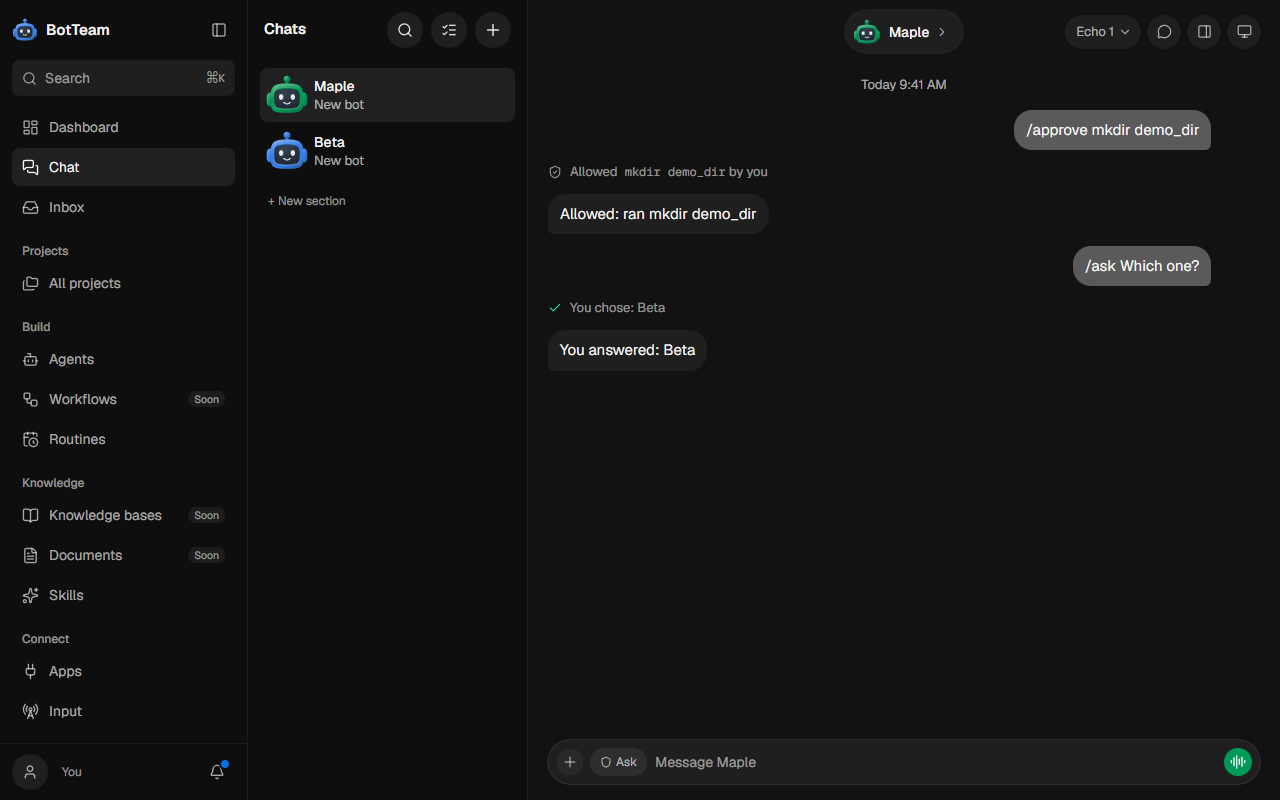 BotTeam
Search ⌘K
Dashboard
Chat
Inbox
Projects
All projects
Build
Agents
Workflows Soon
Routines
Knowledge
Knowledge bases Soon
Documents Soon
Skills
Connect
Apps
Input
You
Chats
Maple
New bot
Beta
New bot
+ New section
Maple
Echo 1
Today 9:41 AM
/approve mkdir demo_dir
Allowed mkdir demo_dir by you
Allowed: ran mkdir demo_dir
/ask Which one?
You chose: Beta
You answered: Beta
Ask Message Maple